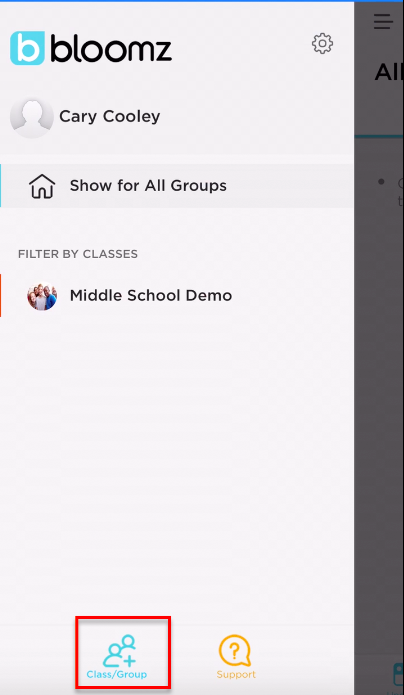 bloomz
All
Cary Cooley
Show for All Groups
FILTER BY CLASSES
Middle School Demo
Class/Group
Support